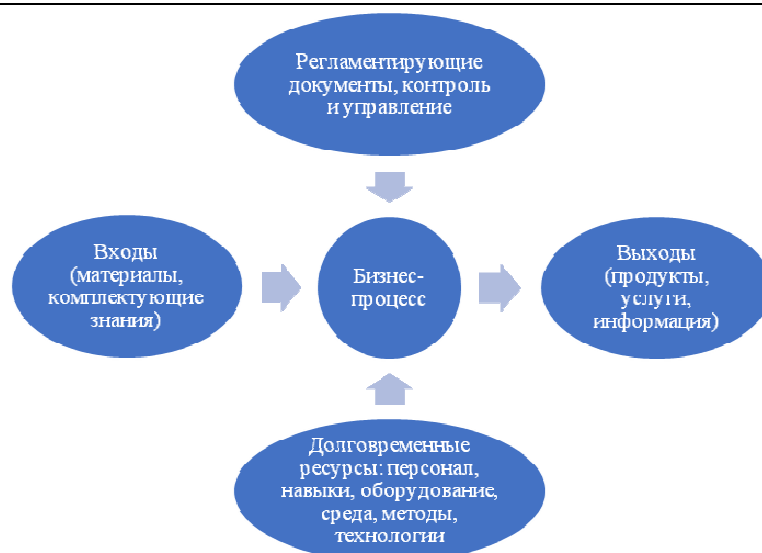 Регламентирующие
документы, контроль
и управление
Входы
(материалы,
комплектующие
знания)
Бизнес-
процесс
Выходы
(продукты,
услуги,
информация)
Долговременные
ресурсы: персонал,
навыки, оборудование,
среда, методы,
технологии